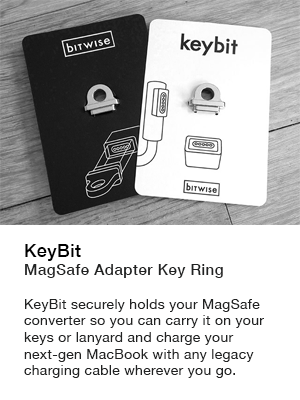 bitwise
keybit
bitwise
KeyBit
MagSafe Adapter Key Ring
KeyBit securely holds your MagSafe
converter so you can carry it on your
keys or lanyard and charge your
next-gen MacBook with any legacy
charging cable wherever you go.